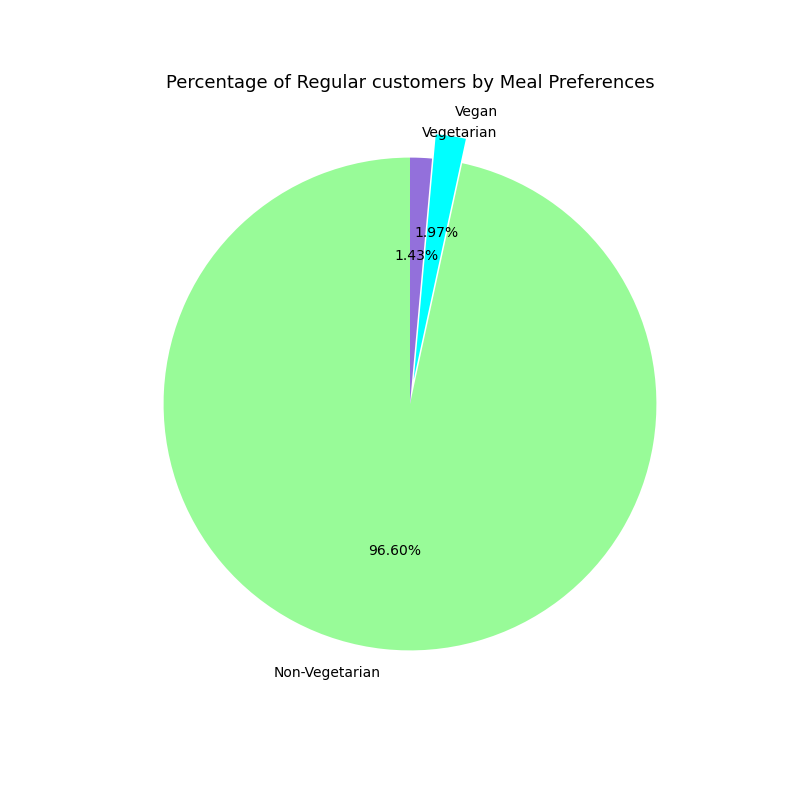 Percentage of Regular customers by Meal Preferences
Vegan
Vegetarian
1.97%
1.43%
96.60%
Non-Vegetarian